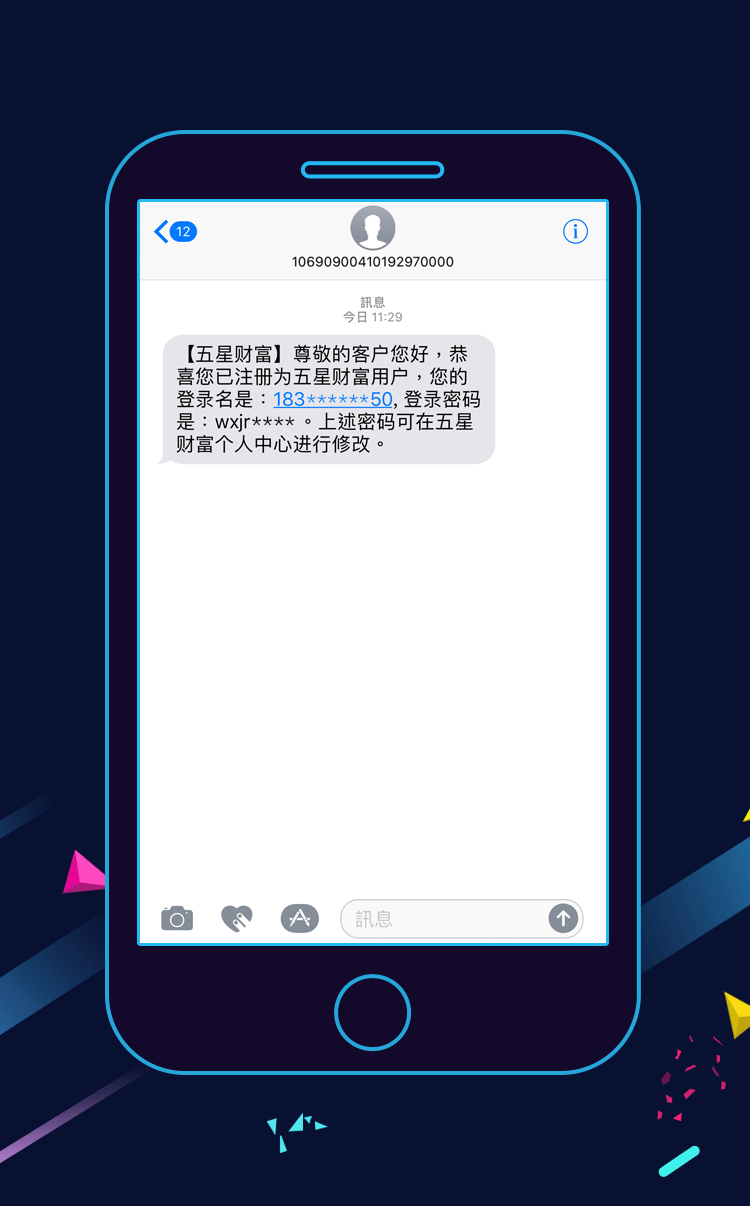 12
10690900410192970000
訊息
今日 11:29
【五星财富】尊敬的客户您好，恭
喜您已注册为五星财富用户，您的
登录名是：183******50, 登录密码
是：wxjr****。上述密码可在五星
财富个人中心进行修改。
訊息